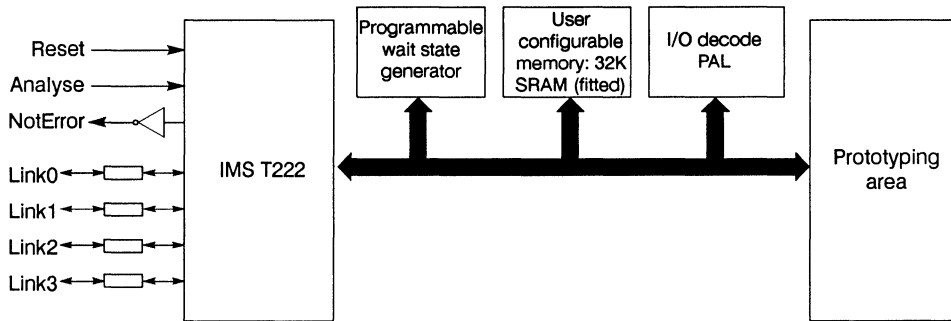 Reset
Analyse
NotError
Link0
Link1
Link2
Link3
IMS T222
Programmable
wait state
generator
User
configurable
memory: 32K
SRAM (fitted)
I/O decode
PAL
Prototyping
area